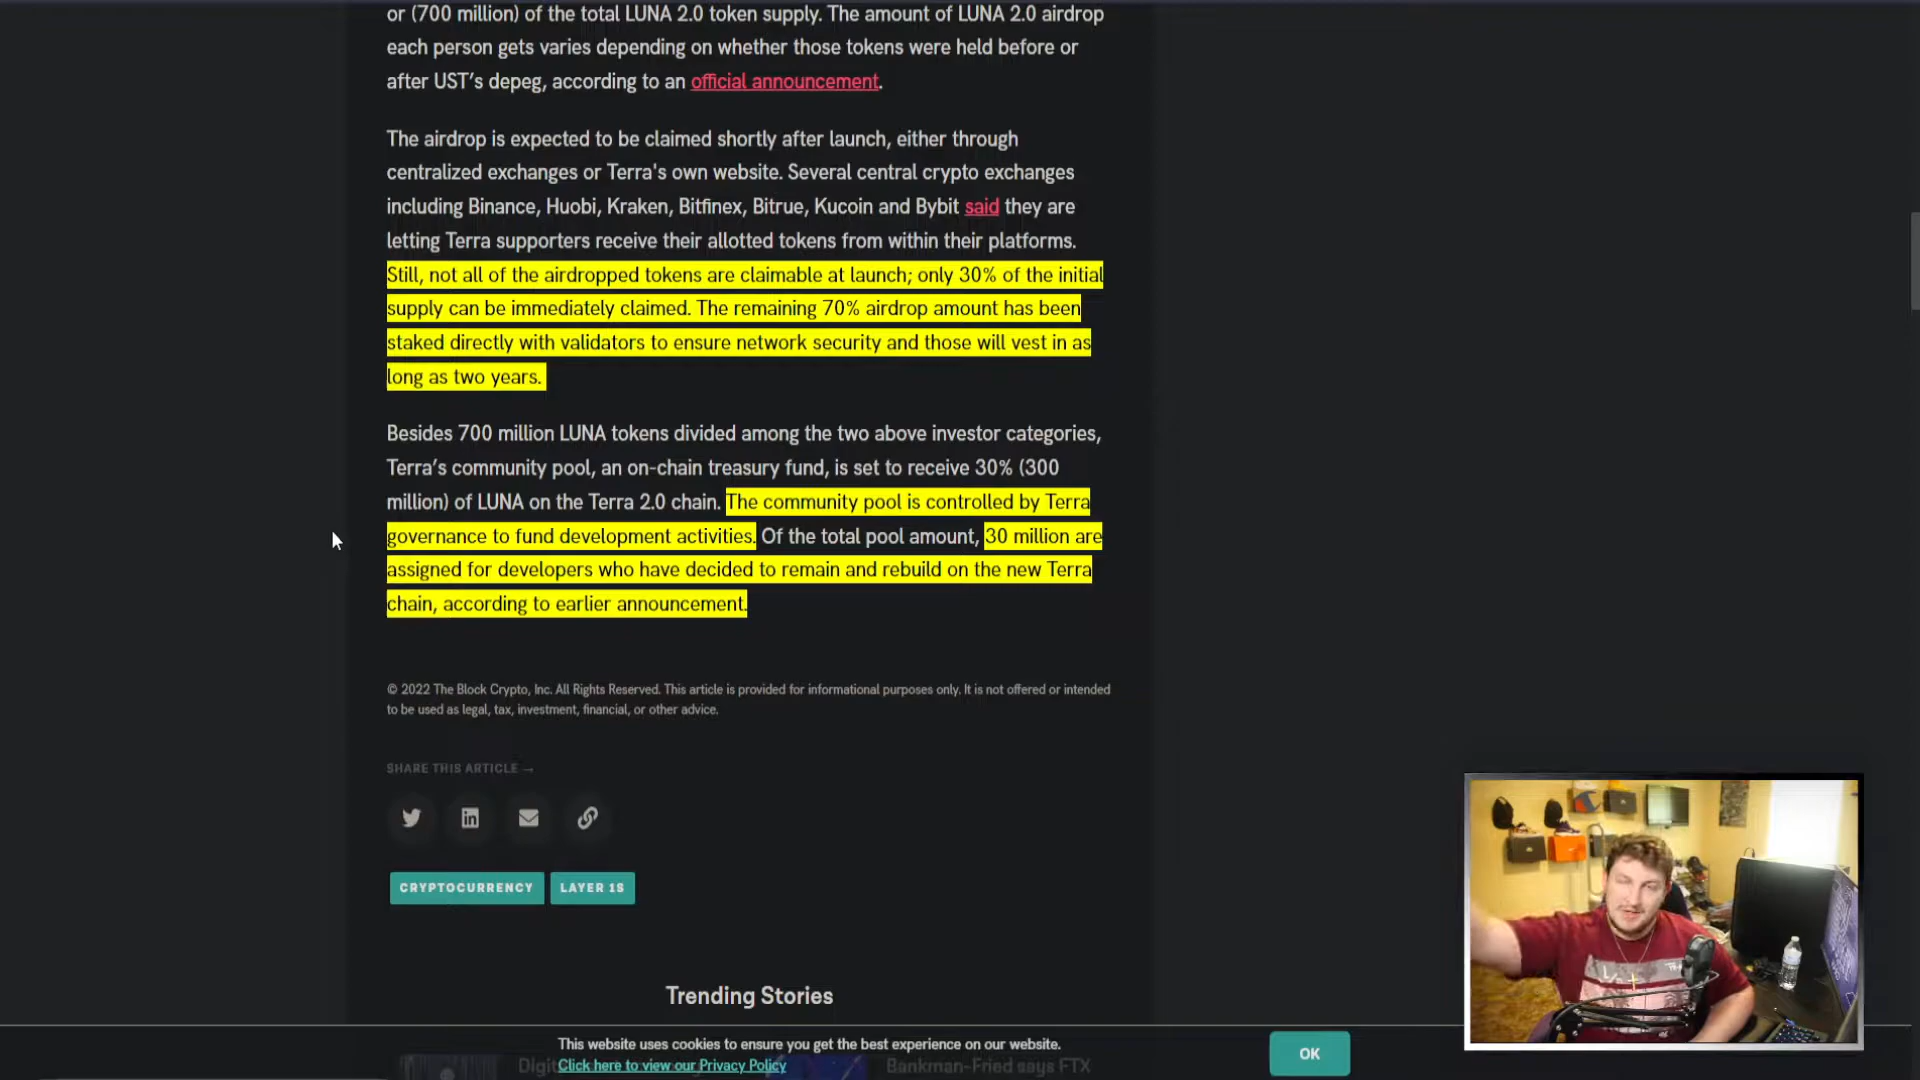 or (700 million) of the total LUNA 2.0 token supply. The amount of LUNA 2.0 airdrop
each person gets varies depending on whether those tokens were held before or
after UST’s depeg, according to an official announcement.
The airdrop is expected to be claimed shortly after launch, either through
centralized exchanges or Terra's own website. Several central crypto exchanges
including Binance, Huobi, Kraken, Bitfinex, Bitrue, Kucoin and Bybit said they are
letting Terra supporters receive their allotted tokens from within their platforms.
Still, not all of the airdropped tokens are claimable at launch; only 30% of the initial
supply can be immediately claimed. The remaining 70% airdrop amount has been
staked directly with validators to ensure network security and those will vest in as
long as two years.
Besides 700 million LUNA tokens divided among the two above investor categories,
Terra’s community pool, an on-chain treasury fund, is set to receive 30% (300
million) of LUNA on the Terra 2.0 chain. The community pool is controlled by Terra
governance to fund development activities. Of the total pool amount, 30 million are
assigned for developers who have decided to remain and rebuild on the new Terra
chain, according to earlier announcement.
© 2022 The Block Crypto, Inc. All Rights Reserved. This article is provided for informational purposes only. It is not offered or intended
to be used as legal, tax, investment, financial, or other advice.
SHARE THIS ARTICLE →
CRYPTOCURRENCY LAYER 1S
Trending Stories
This website uses cookies to ensure you get the best experience on our website.
Click here to view our Privacy Policy
OK
Digit
Bankman-Fried says FTX